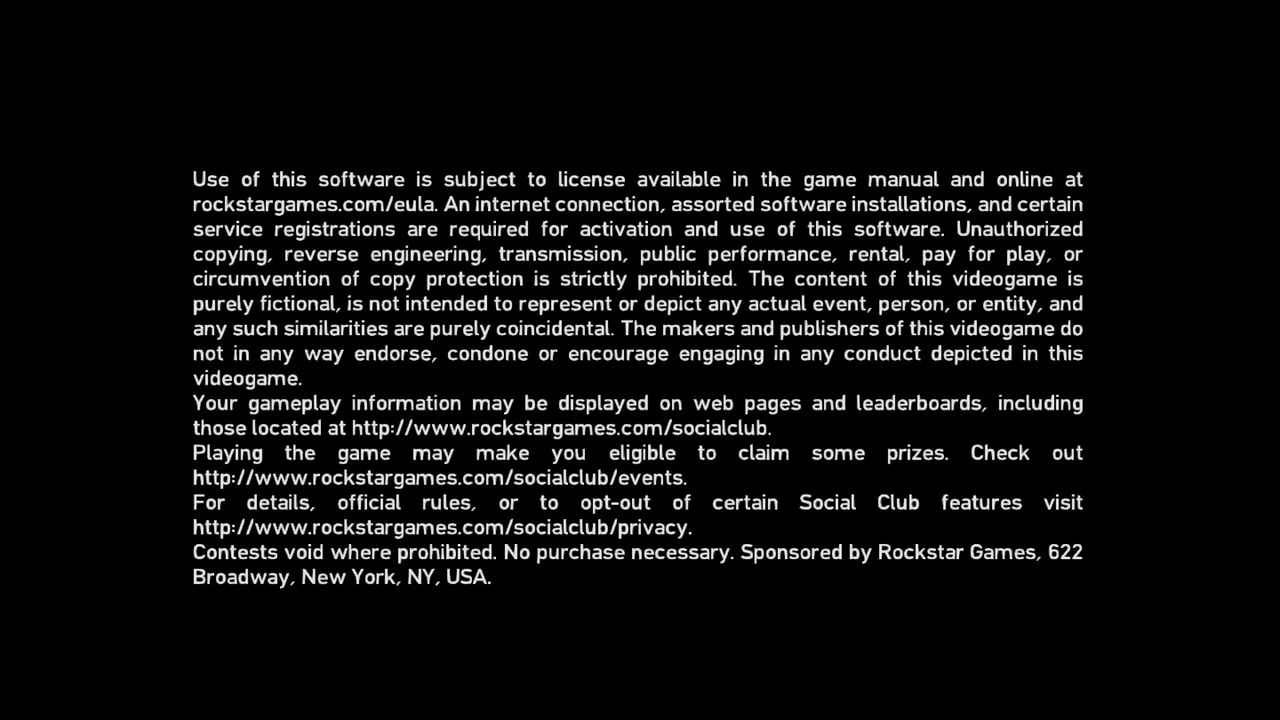 Use of this software is subject to license available in the game manual and online at
rockstargames.com/eula. An internet connection, assorted software installations, and certain
service registrations are required for activation and use of this software. Unauthorized
copying, reverse engineering, transmission, public performance, rental, pay for play, or
circumvention of copy protection is strictly prohibited. The content of this videogame is
purely fictional, is not intended to represent or depict any actual event, person, or entity, and
any such similarities are purely coincidental. The makers and publishers of this videogame do
not in any way endorse, condone or encourage engaging in any conduct depicted in this
videogame.
Your gameplay information may be displayed on web pages and leaderboards, including
those located at http://www.rockstargames.com/socialclub.
Playing the game may make you eligible to claim some prizes. Check out
http://www.rockstargames.com/socialclub/events.
For details, official rules, or to opt-out of certain Social Club features visit
http://www.rockstargames.com/socialclub/privacy.
Contests void where prohibited. No purchase necessary. Sponsored by Rockstar Games, 622
Broadway, New York, NY, USA.